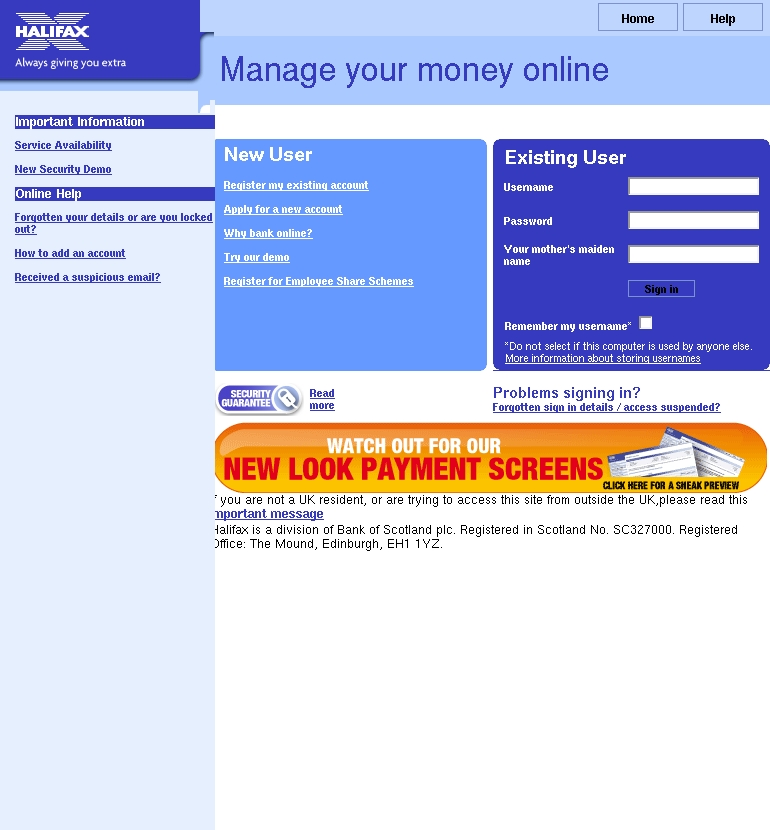 HALIFAX
Always giving you extra
Home
Help
Manage your money online
Important Information
Service Availability
New Security Demo
Online Help
Forgotten your details or are you locked
out?
How to add an account
Received a suspicious email?
New User
Register my existing account
Apply for a new account
Why bank online?
Try our demo
Register for Employee Share Schemes
Existing User
Username
Password
Your mother's maiden
name
Sign in
Remember my username*
*Do not select if this computer is used by anyone else.
More information about storing usernames
SECURITY
GUARANTEE
Read
more
Problems signing in?
Forgotten sign in details / access suspended?
WATCH OUT FOR OUR
NEW LOOK PAYMENT SCREENS
CLICK HERE FOR A SNEAK PREVIEW
If you are not a UK resident, or are trying to access this site from outside the UK,please read this
important message
Halifax is a division of Bank of Scotland plc. Registered in Scotland No. SC327000. Registered
Office: The Mound, Edinburgh, EH1 1YZ.